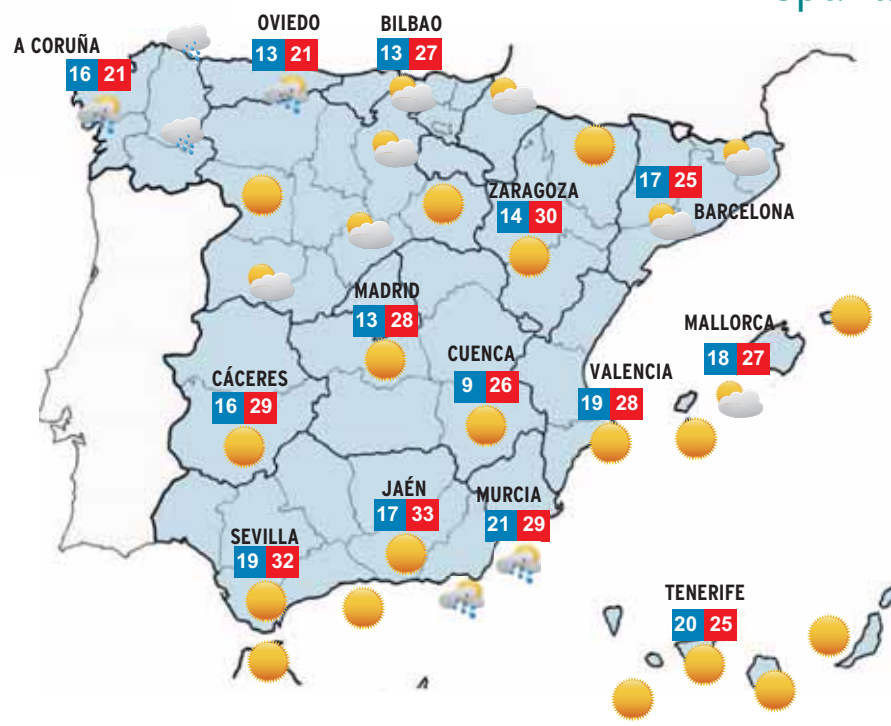 OVIEDO
13 21
BILBAO
13 27
A CORUÑA
16 21
ZARAGOZA
14 30
17 25
BARCELONA
MADRID
13 28
MALLORCA
18 27
CUENCA
9 26
VALENCIA
19 28
CÁCERES
16 29
JAÉN
17 33
MURCIA
21 29
SEVILLA
19 32
TENERIFE
20 25